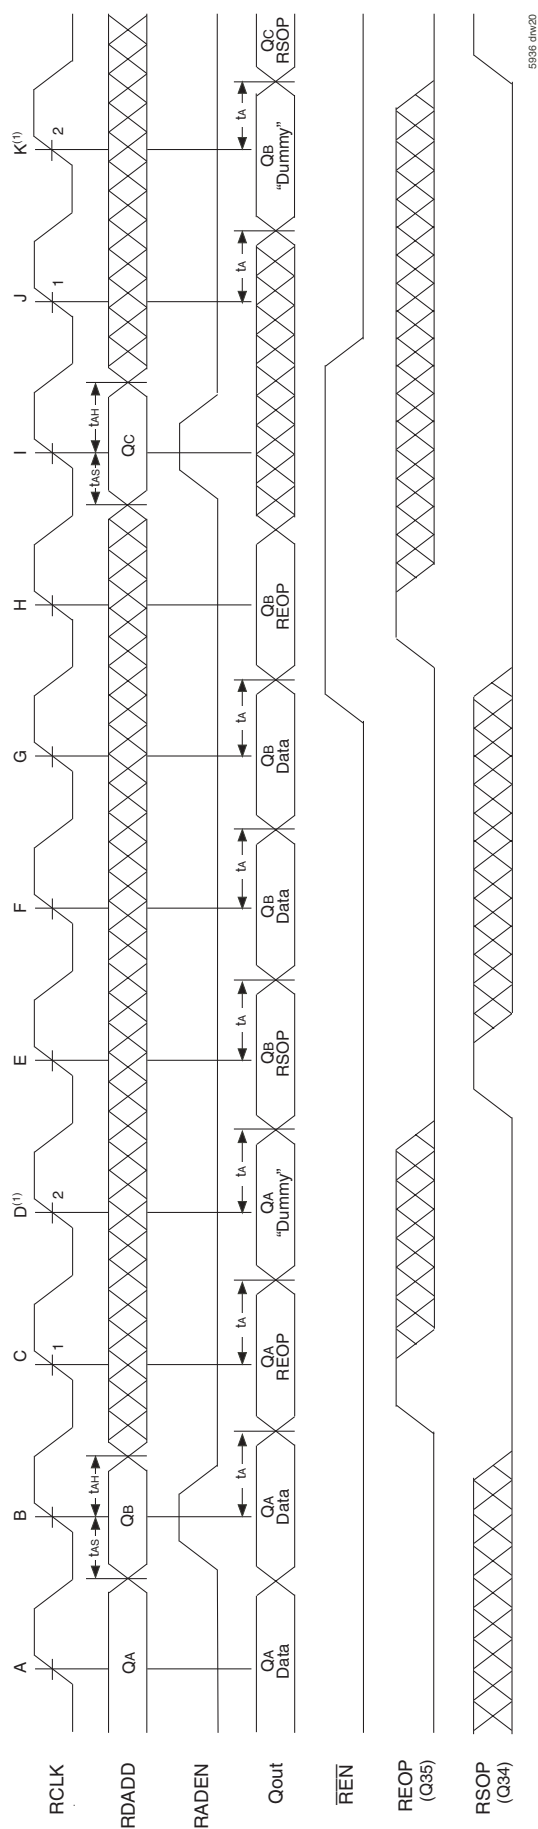 A B C D(1) E F G H I J K(1)
RCLK 1 2 1 2
tAS tAH tAS tAH
RDADD QA QB QC
RADEN
tA tA tA tA tA tA tA tA
Qout QA Data QA Data QA REOP QA "Dummy" QB RSOP QB Data QB Data QB REOP QB "Dummy" QC RSOP
REN
REOP (Q35)
RSOP (Q34)
5936 drw20